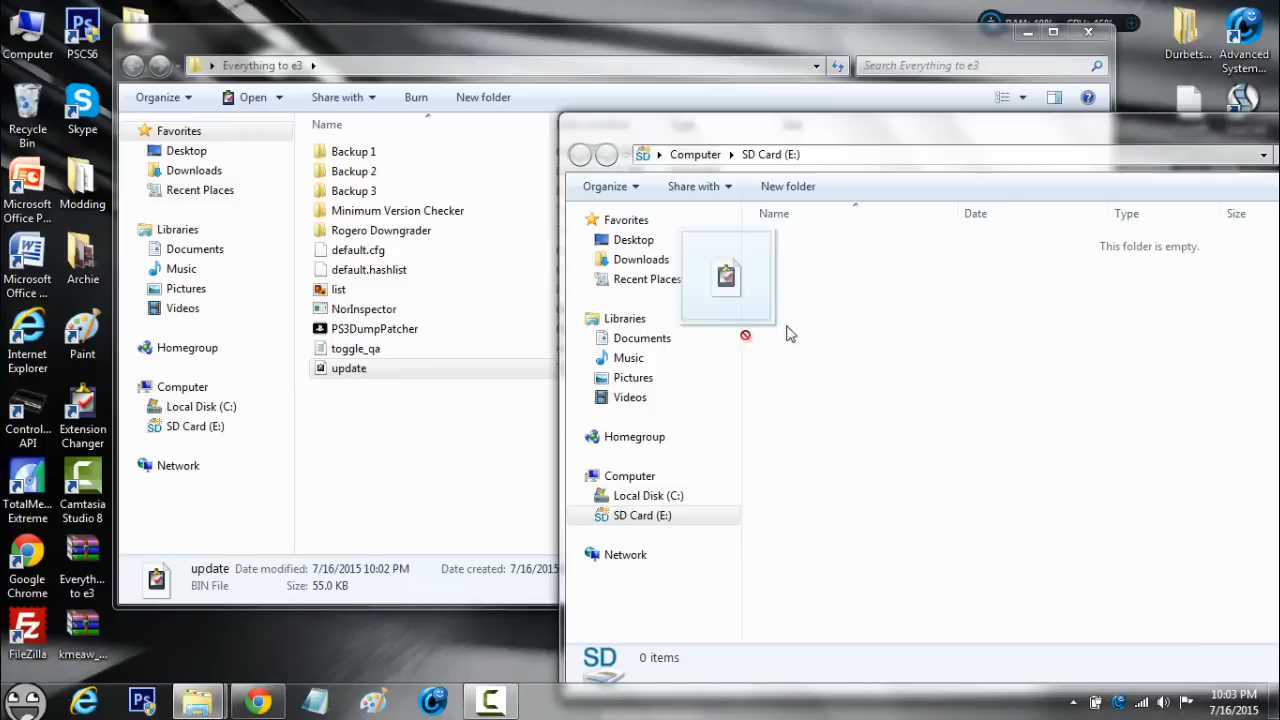 Computer
PSCS6
Recycle Bin
Skype
Microsoft Office P...
Modding
Microsoft Office ...
Archie
Internet Explorer
Paint
Control... API
Extension Changer
TotalMe... Extreme
Camtasia Studio 8
Google Chrome
Everyth... to e3
FileZilla
kmeaw_...
Durbets...
Advanced System...
Everything to e3
Search Everything to e3
Organize
Open
Share with
Burn
New folder
Favorites
Desktop
Downloads
Recent Places
Libraries
Documents
Music
Pictures
Videos
Homegroup
Computer
Local Disk (C:)
SD Card (E:)
Network
Name
Backup 1
Backup 2
Backup 3
Minimum Version Checker
Rogero Downgrader
default.cfg
default.hashlist
list
NorInspector
PS3DumpPatcher
toggle_qa
update
update
Date modified: 7/16/2015 10:02 PM
Date created: 7/16/2015
BIN File
Size: 55.0 KB
Computer
SD Card (E:)
Organize
Share with
New folder
Favorites
Desktop
Downloads
Recent Places
Libraries
Documents
Music
Pictures
Videos
Homegroup
Computer
Local Disk (C:)
SD Card (E:)
Network
Name
Date
Type
Size
This folder is empty.
SD
0 items
10:03 PM
7/16/2015